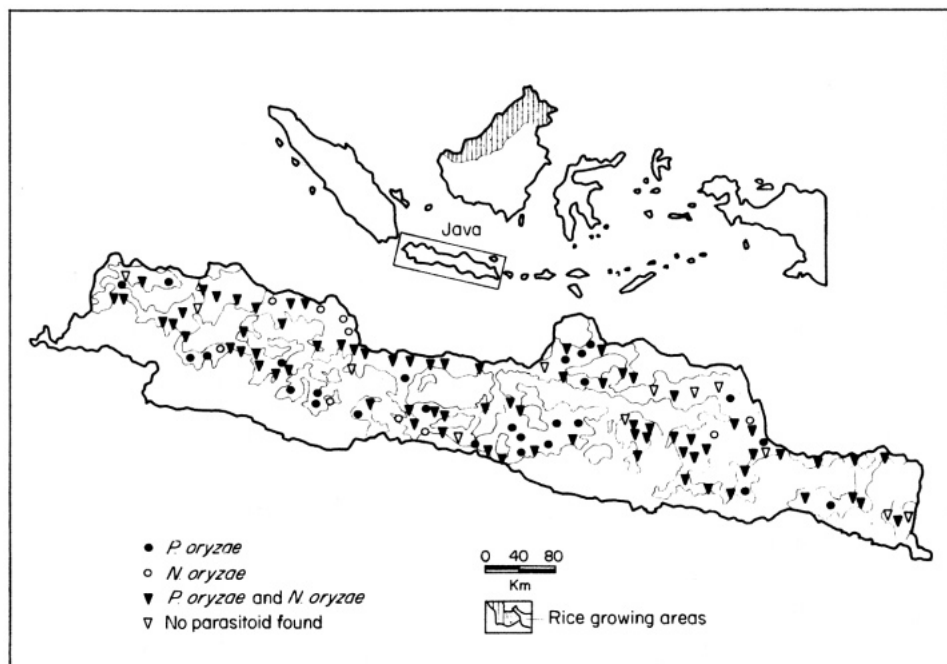 Java
P. oryzae
N. oryzae
P. oryzae and N. oryzae
No parasitoid found
0 40 80
Km
Rice growing areas